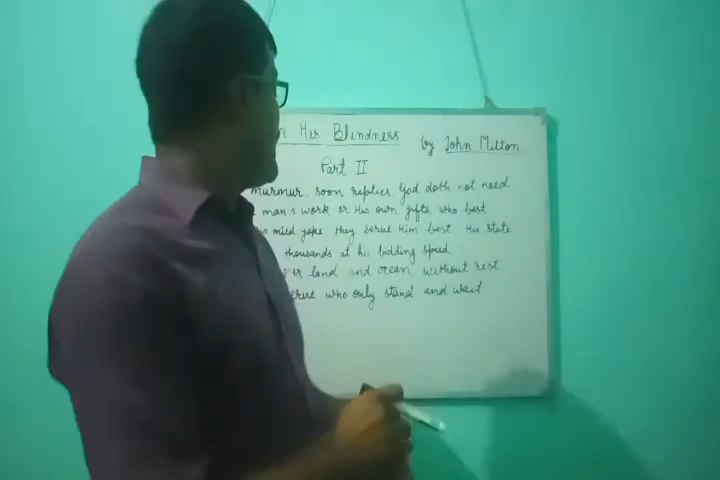 n His Blindness
by John Milton
Part II
murmur, soon replies, God doth not need
man's work or His own gifts, who best
mild yoke they serve Him best His state
thousands at his bidding speed
o'er land and ocean without rest
serve who only stand and wait